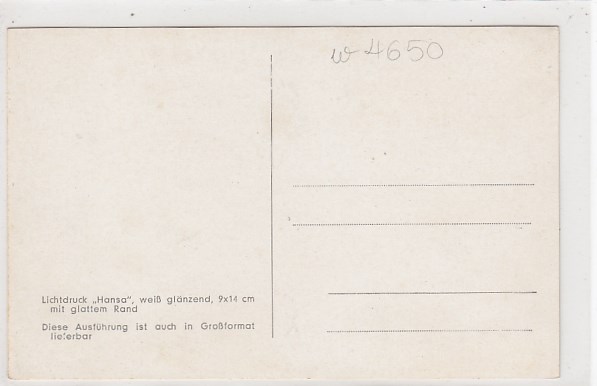 w 4650
Lichtdruck „Hansa", weiß glänzend, 9x14 cm
mit glattem Rand
Diese Ausführung ist auch in Großformat
lieferbar